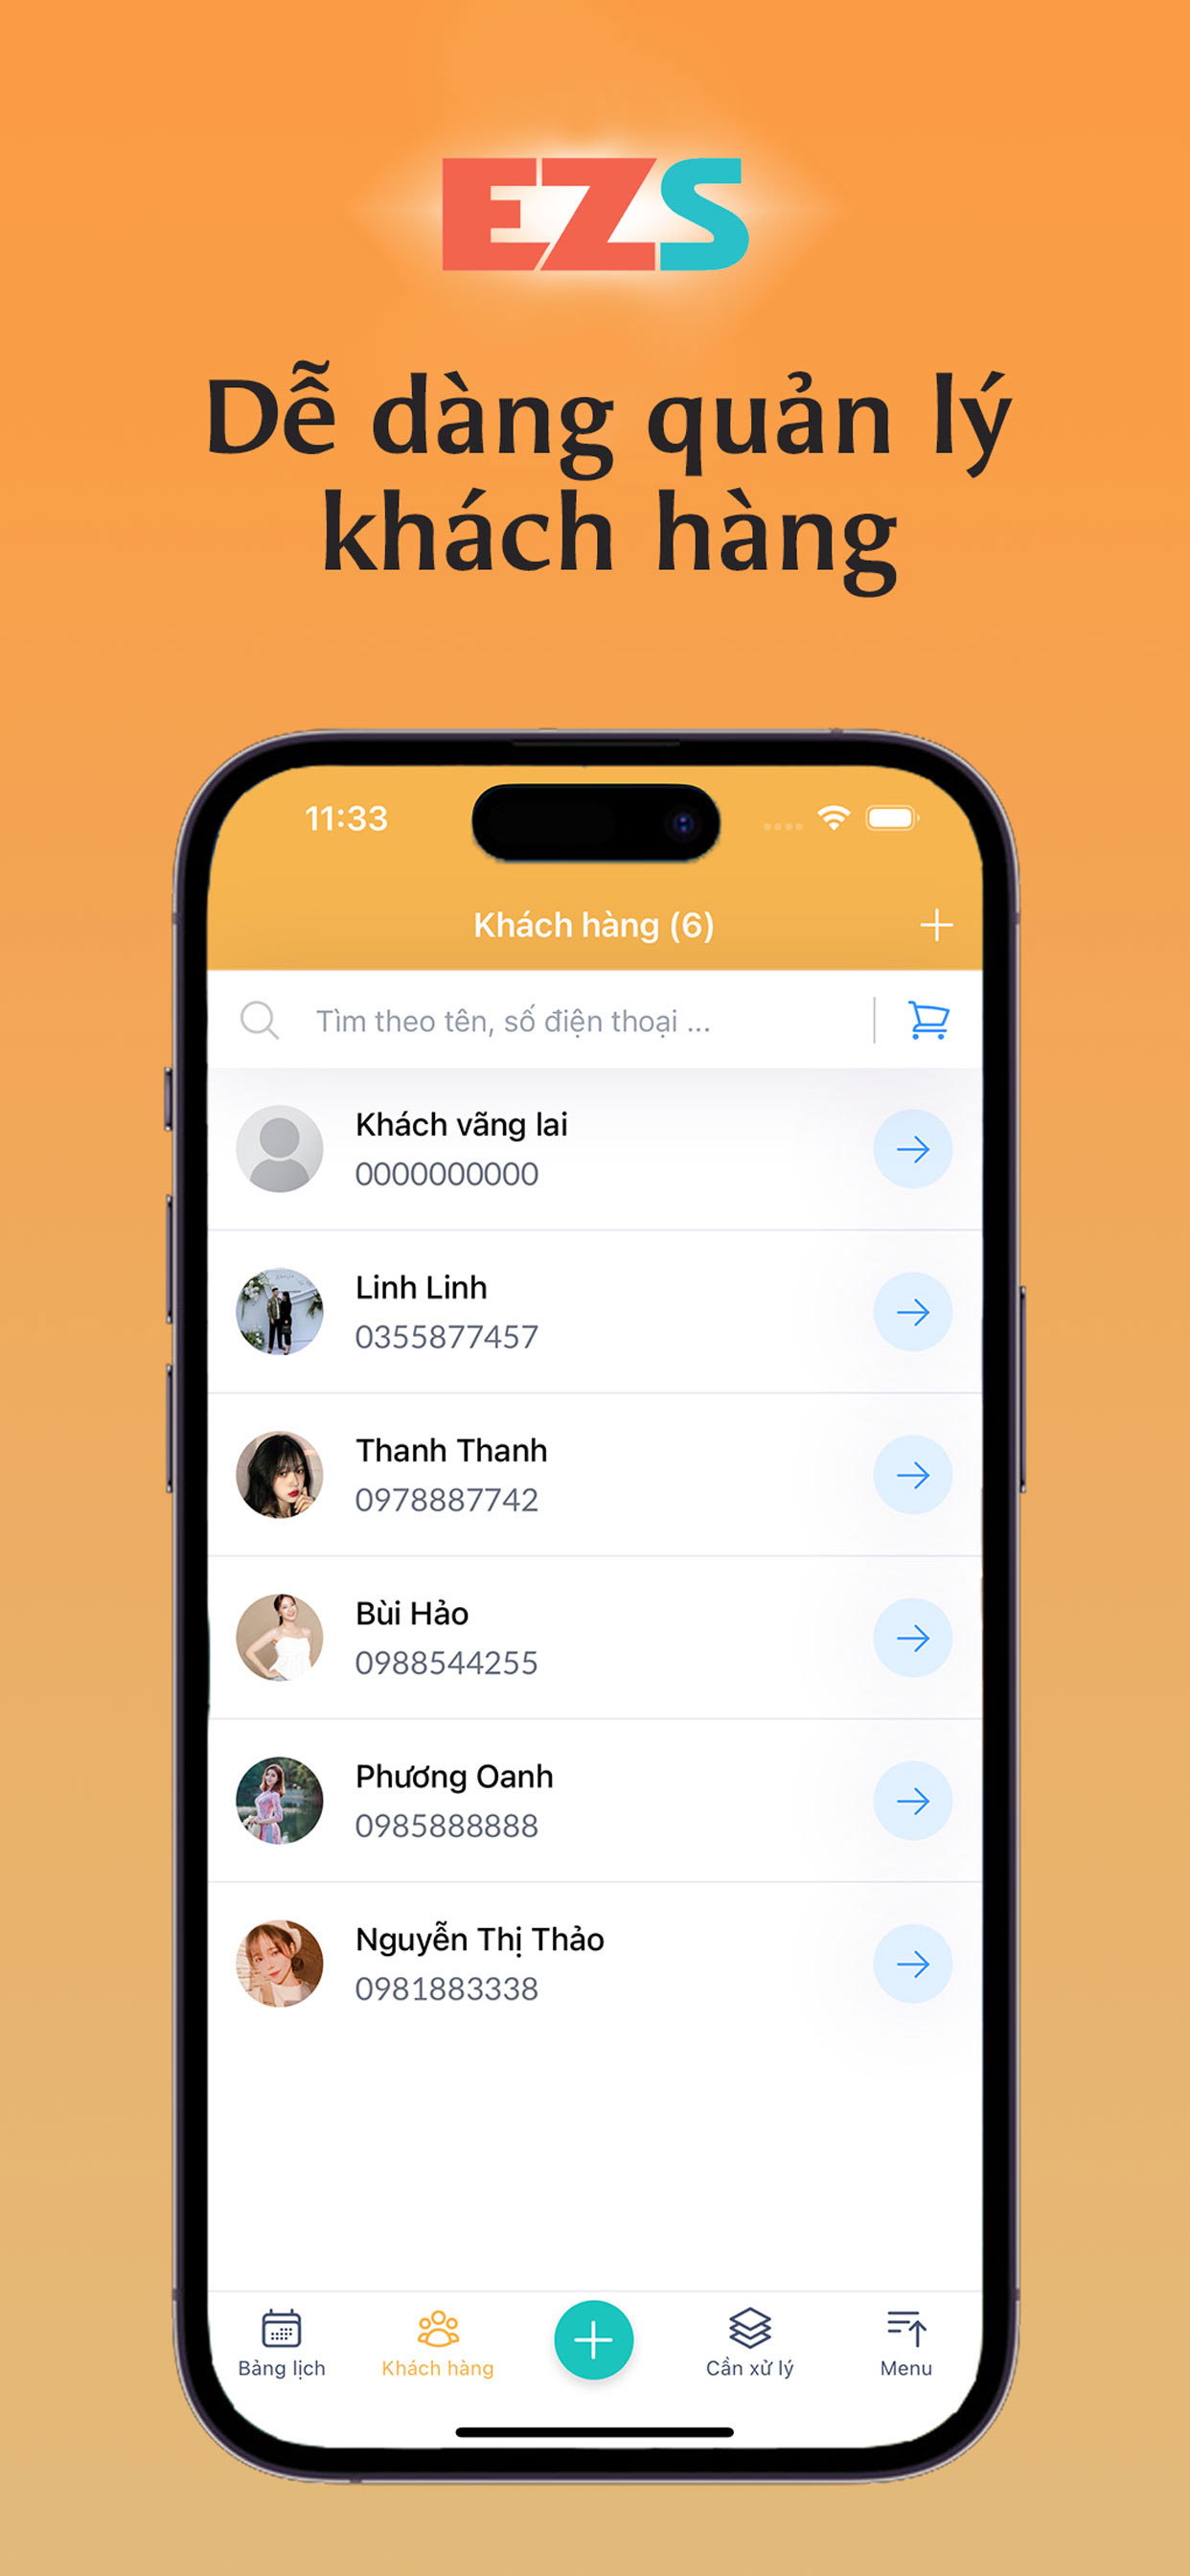 EZS
Dễ dàng quản lý
khách hàng
11:33
Khách hàng (6)
Tìm theo tên, số điện thoại ...
Khách vãng lai
0000000000
Linh Linh
0355877457
Thanh Thanh
0978887742
Bùi Hảo
0988544255
Phương Oanh
0985888888
Nguyễn Thị Thảo
0981883338
Bảng lịch
Khách hàng
Cần xử lý
Menu